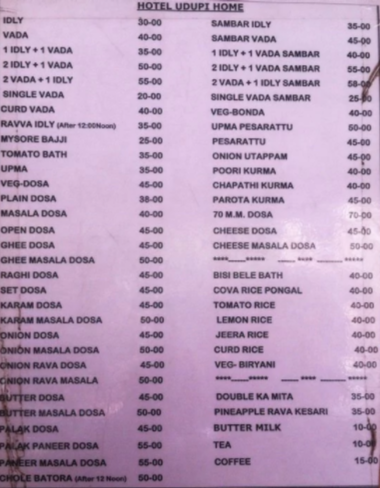 HOTEL UDUPI HOME
IDLY 30-00
VADA 40-00
1 IDLY + 1 VADA 35-00
2 IDLY + 1 VADA 50-00
2 VADA + 1 IDLY 55-00
SINGLE VADA 20-00
CURD VADA 40-00
RAVVA IDLY (After 12:00Noon) 35-00
MYSORE BAJJI 25-00
TOMATO BATH 35-00
UPMA 35-00
VEG-DOSA 45-00
PLAIN DOSA 38-00
MASALA DOSA 40-00
OPEN DOSA 45-00
GHEE DOSA 45-00
GHEE MASALA DOSA 50-00
RAGHI DOSA 45-00
SET DOSA 45-00
KARAM DOSA 45-00
KARAM MASALA DOSA 50-00
ONION DOSA 45-00
ONION MASALA DOSA 50-00
ONION RAVA DOSA 45-00
ONION RAVA MASALA 50-00
BUTTER DOSA 45-00
BUTTER MASALA DOSA 50-00
PALAK DOSA 45-00
PALAK PANEER DOSA 55-00
PANEER MASALA DOSA 55-00
CHOLE BATORA (After 12 Noon) 50-00
SAMBAR IDLY 35-00
SAMBAR VADA 45-00
1 IDLY + 1 VADA SAMBAR 40-00
2 IDLY + 1 VADA SAMBAR 55-00
2 VADA + 1 IDLY SAMBAR 58-00
SINGLE VADA SAMBAR 25-00
VEG-BONDA 40-00
UPMA PESARATTU 50-00
PESARATTU 45-00
ONION UTAPPAM 45-00
POORI KURMA 40-00
CHAPATHI KURMA 40-00
PAROTA KURMA 45-00
70 M.M. DOSA 70-00
CHEESE DOSA 45-00
CHEESE MASALA DOSA 50-00
****____***** ____ **** ______ *****
BISI BELE BATH 40-00
COVA RICE PONGAL 40-00
TOMATO RICE 40-00
LEMON RICE 40-00
JEERA RICE 40-00
CURD RICE 40-00
VEG- BIRYANI 40-00
****____***** ____ **** ______ *****
DOUBLE KA MITA 35-00
PINEAPPLE RAVA KESARI 35-00
BUTTER MILK 10-00
TEA 10-00
COFFEE 15-00